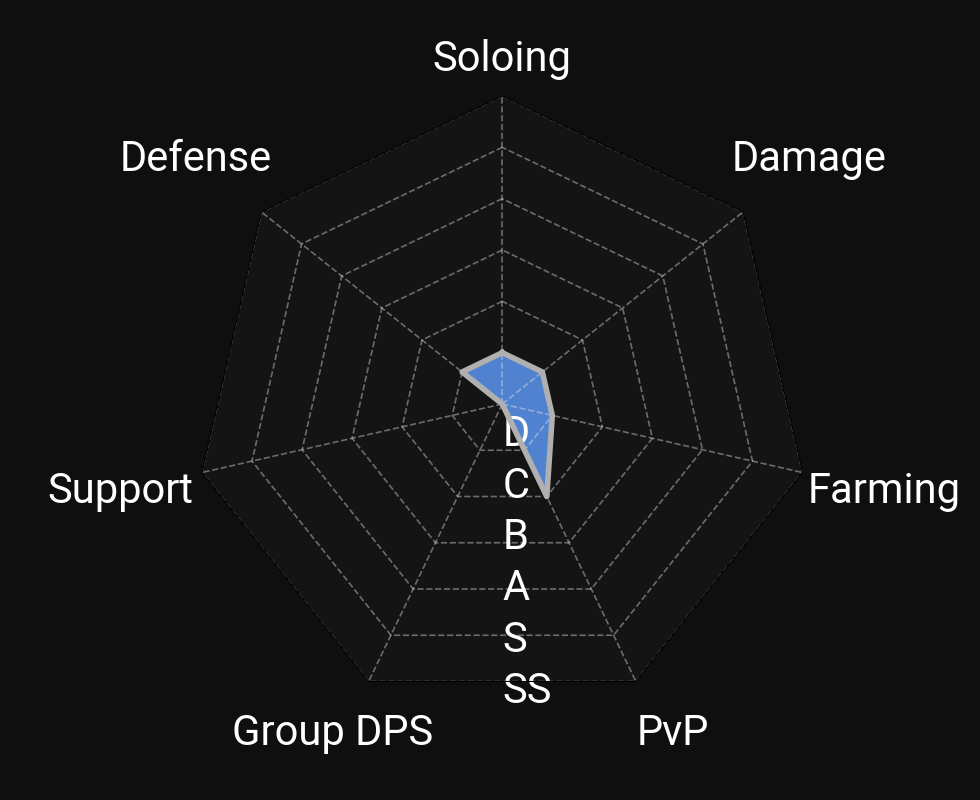 Soloing
Defense
Damage
D
C
Support
Farming
B
A
S
SS
Group DPS
PvP